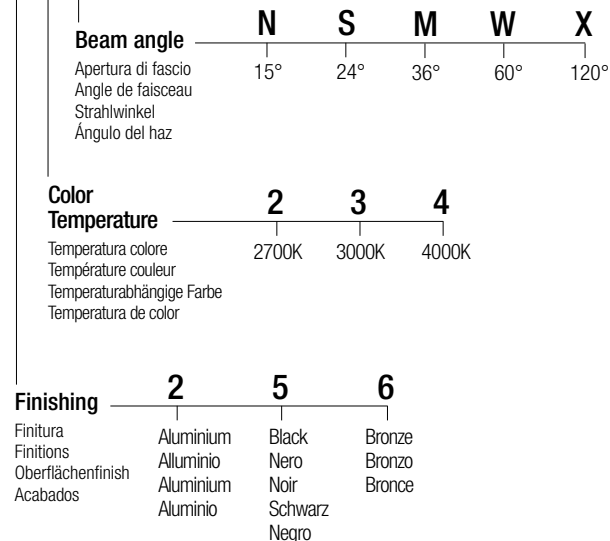 Beam angle N S M W X
Apertura di fascio 15° 24° 36° 60° 120°
Angle de faisceau
Strahlwinkel
Ángulo del haz
Color
Temperature 2 3 4
Temperatura colore 2700K 3000K 4000K
Température couleur
Temperaturabhängige Farbe
Temperatura de color
Finishing 2 5 6
Finitura Aluminium Black Bronze
Finitions Alluminio Nero Bronzo
Oberflächenfinish Aluminium Noir Bronce
Acabados Aluminio Schwarz
Negro